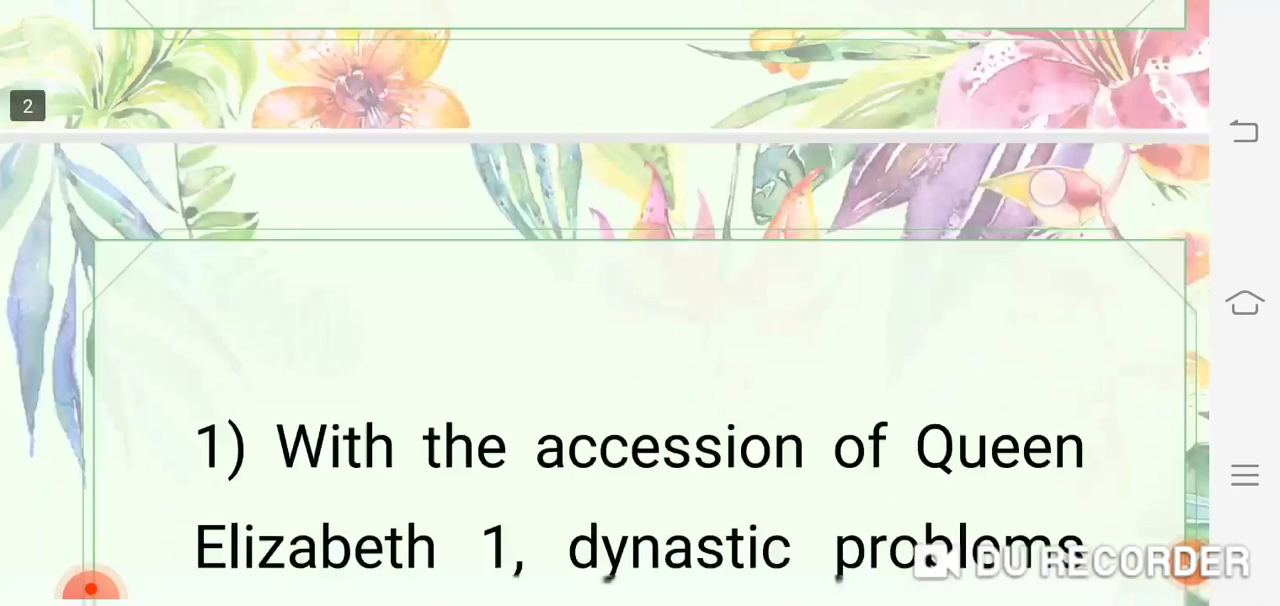 2
1) With the accession of Queen
Elizabeth 1, dynastic problems
DU RECORDER